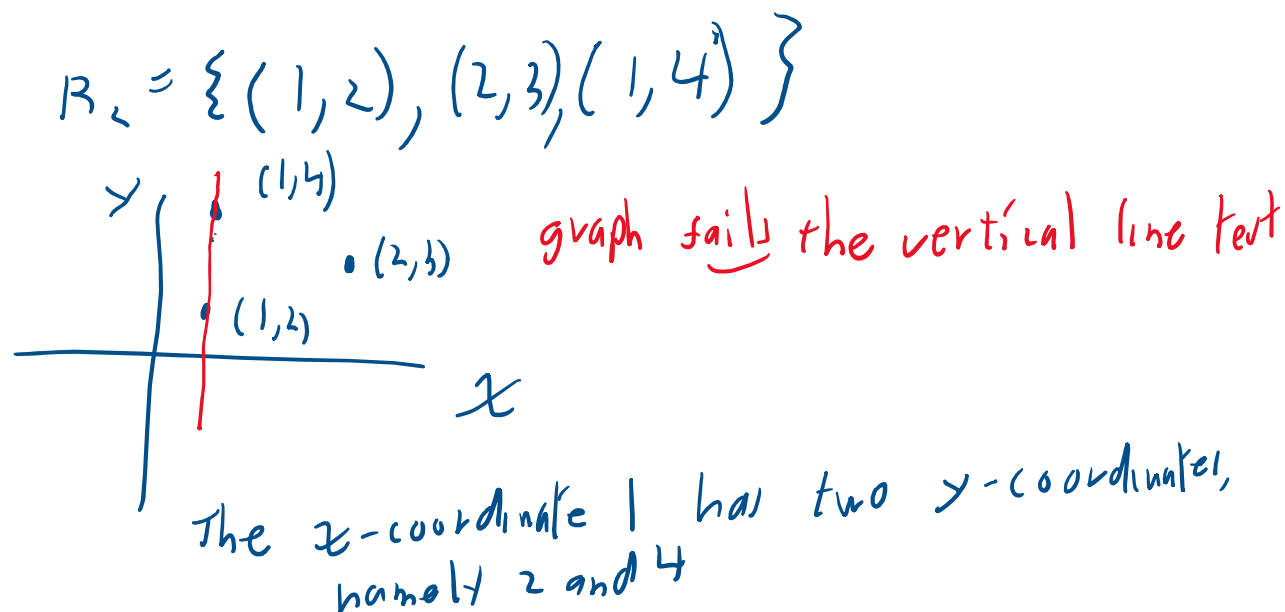 R₂ = {(1,2), (2,3), (1,4)}
y
(1,4)
graph fails the vertical line test
(2,3)
(1,2)
x
The x-coordinate 1 has two y-coordinates,
namely 2 and 4